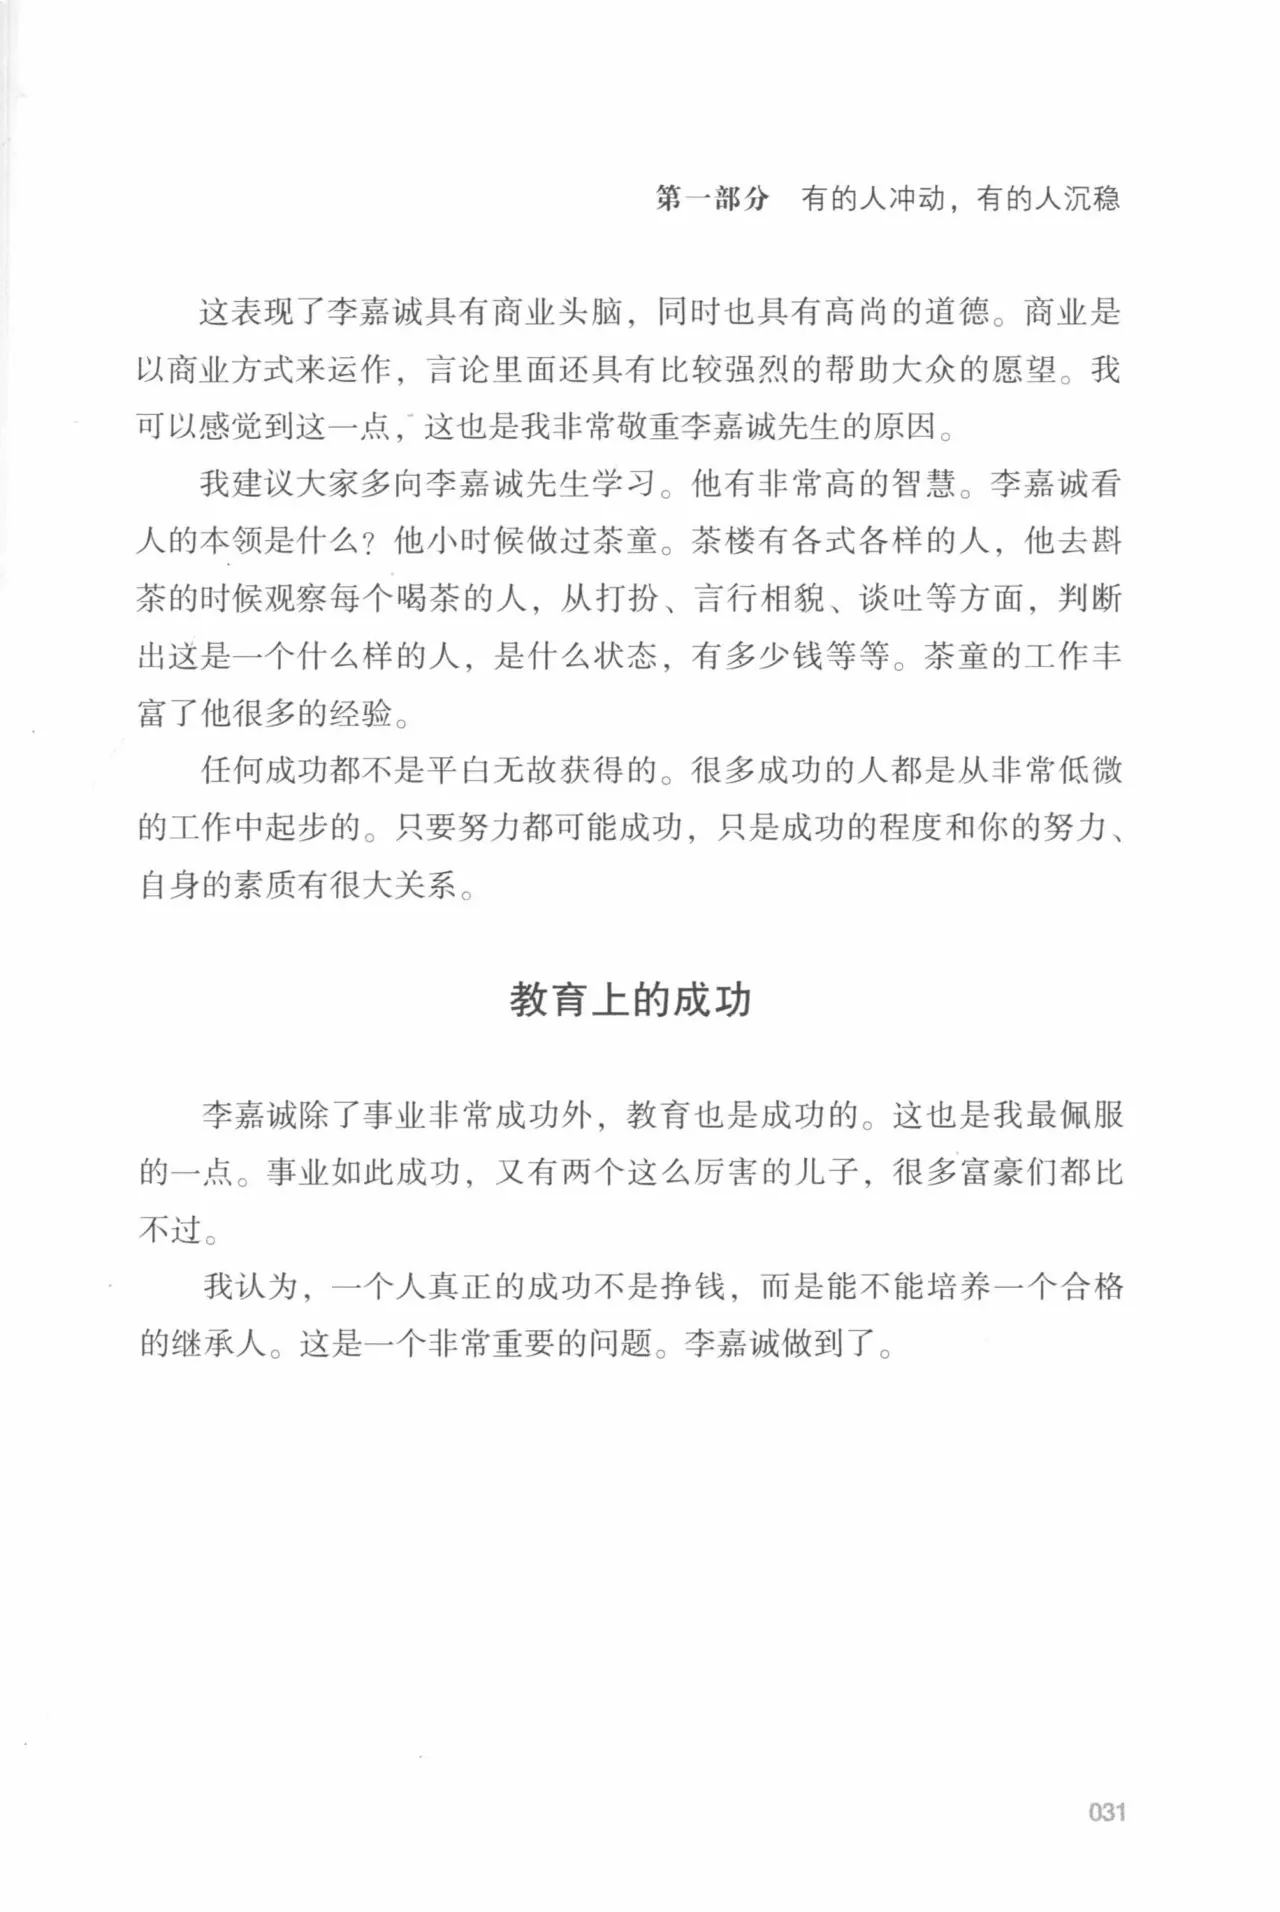 第一部分 有的人冲动，有的人沉稳
这表现了李嘉诚具有商业头脑，同时也具有高尚的道德。商业是
以商业方式来运作，言论里面还具有比较强烈的帮助大众的愿望。我
可以感觉到这一点，这也是我非常敬重李嘉诚先生的原因。
我建议大家多向李嘉诚先生学习。他有非常高的智慧。李嘉诚看
人的本领是什么？他小时候做过茶童。茶楼有各式各样的人，他去斟
茶的时候观察每个喝茶的人，从打扮、言行相貌、谈吐等方面，判断
出这是一个什么样的人，是什么状态，有多少钱等等。茶童的工作丰
富了他很多的经验。
任何成功都不是平白无故获得的。很多成功的人都是从非常低微
的工作中起步的。只要努力都可能成功，只是成功的程度和你的努力、
自身的素质有很大关系。
教育上的成功
李嘉诚除了事业非常成功外，教育也是成功的。这也是我最佩服
的一点。事业如此成功，又有两个这么厉害的儿子，很多富豪们都比
不过。
我认为，一个人真正的成功不是挣钱，而是能不能培养一个合格
的继承人。这是一个非常重要的问题。李嘉诚做到了。
031